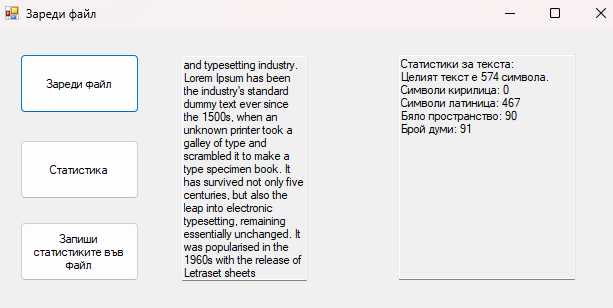 Зареди файл
Зареди файл
Статистика
Запиши
статистиките във
файл
and typesetting industry.
Lorem Ipsum has been
the industry's standard
dummy text ever since
the 1500s, when an
unknown printer took a
galley of type and
scrambled it to make a
type specimen book. It
has survived not only five
centuries, but also the
leap into electronic
typesetting, remaining
essentially unchanged. It
was popularised in the
1960s with the release of
Letraset sheets
Статистики за текста:
Целият текст е 574 символа.
Символи кирилица: 0
Символи латиница: 467
Бяло пространство: 90
Брой думи: 91